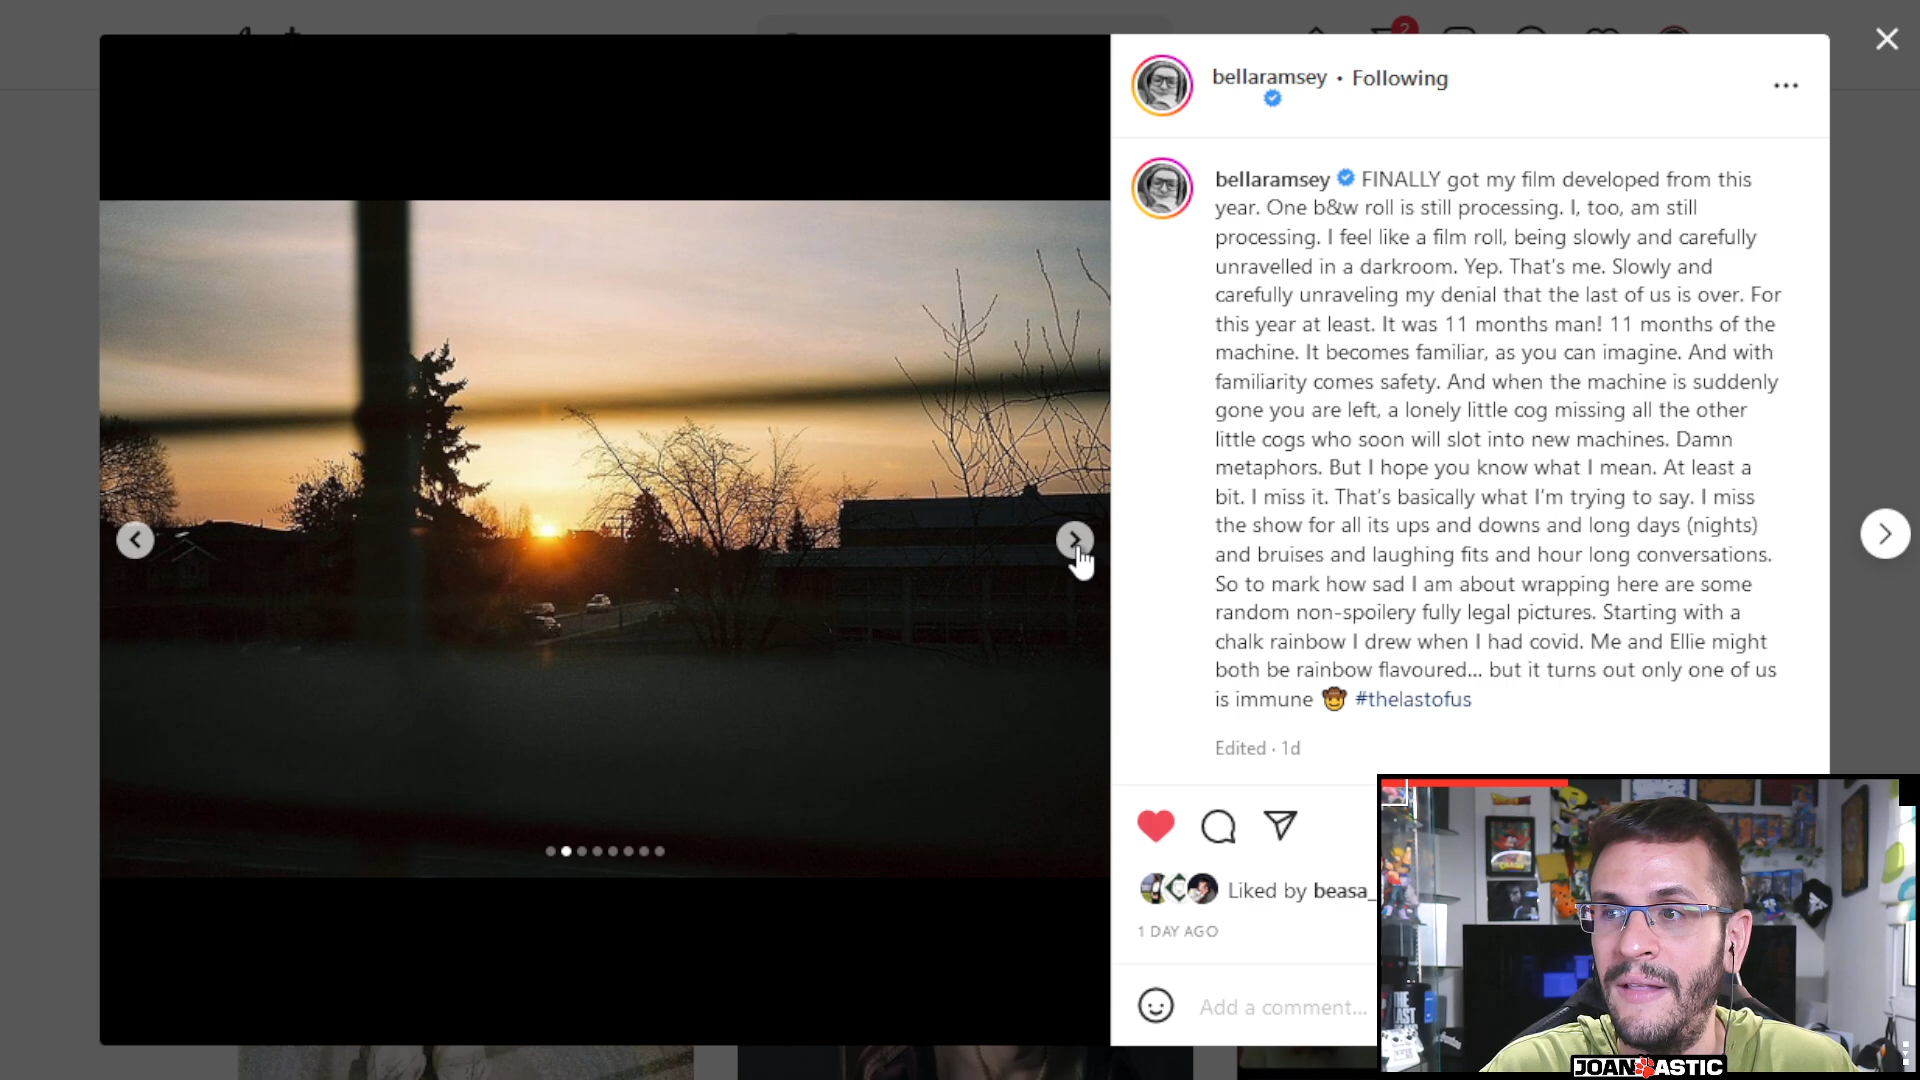 2
bellaramsey • Following
bellaramsey FINALLY got my film developed from this
year. One b&w roll is still processing. I, too, am still
processing. I feel like a film roll, being slowly and carefully
unravelled in a darkroom. Yep. That's me. Slowly and
carefully unraveling my denial that the last of us is over. For
this year at least. It was 11 months man! 11 months of the
machine. It becomes familiar, as you can imagine. And with
familiarity comes safety. And when the machine is suddenly
gone you are left, a lonely little cog missing all the other
little cogs who soon will slot into new machines. Damn
metaphors. But I hope you know what I mean. At least a
bit. I miss it. That's basically what I'm trying to say. I miss
the show for all its ups and downs and long days (nights)
and bruises and laughing fits and hour long conversations.
So to mark how sad I am about wrapping here are some
random non-spoilery fully legal pictures. Starting with a
chalk rainbow I drew when I had covid. Me and Ellie might
both be rainbow flavoured... but it turns out only one of us
is immune 🤠 #thelastofus
Edited · 1d
Liked by beasa_
1 DAY AGO
Add a comment...
THE
LAST
JOANTASTIC